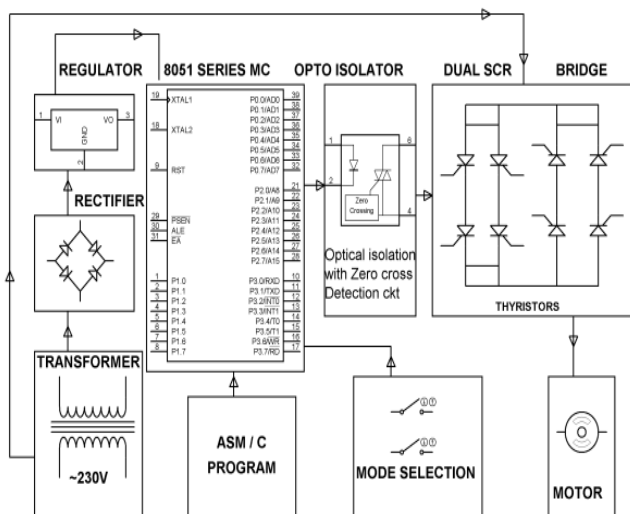 REGULATOR
8051 SERIES MC
OPTO ISOLATOR
DUAL SCR BRIDGE
1 VI VO 3
GND
2
RECTIFIER
TRANSFORMER
~230V
19 XTAL1
18 XTAL2
9 RST
29 PSEN
30 ALE
31 EA
1 P1.0
2 P1.1
3 P1.2
4 P1.3
5 P1.4
6 P1.5
7 P1.6
8 P1.7
P0.0/AD0 39
P0.1/AD1 38
P0.2/AD2 37
P0.3/AD3 36
P0.4/AD4 35
P0.5/AD5 34
P0.6/AD6 33
P0.7/AD7 32
P2.0/A8 21
P2.1/A9 22
P2.2/A10 23
P2.3/A11 24
P2.4/A12 25
P2.5/A13 26
P2.6/A14 27
P2.7/A15 28
P3.0/RXD 10
P3.1/TXD 11
P3.2/INT0 12
P3.3/INT1 13
P3.4/T0 14
P3.5/T1 15
P3.6/WR 16
P3.7/RD 17
1
2
6
4
Zero
Crossing
Optical isolation
with Zero cross
Detection ckt
THYRISTORS
ASM / C
PROGRAM
MODE SELECTION
MOTOR